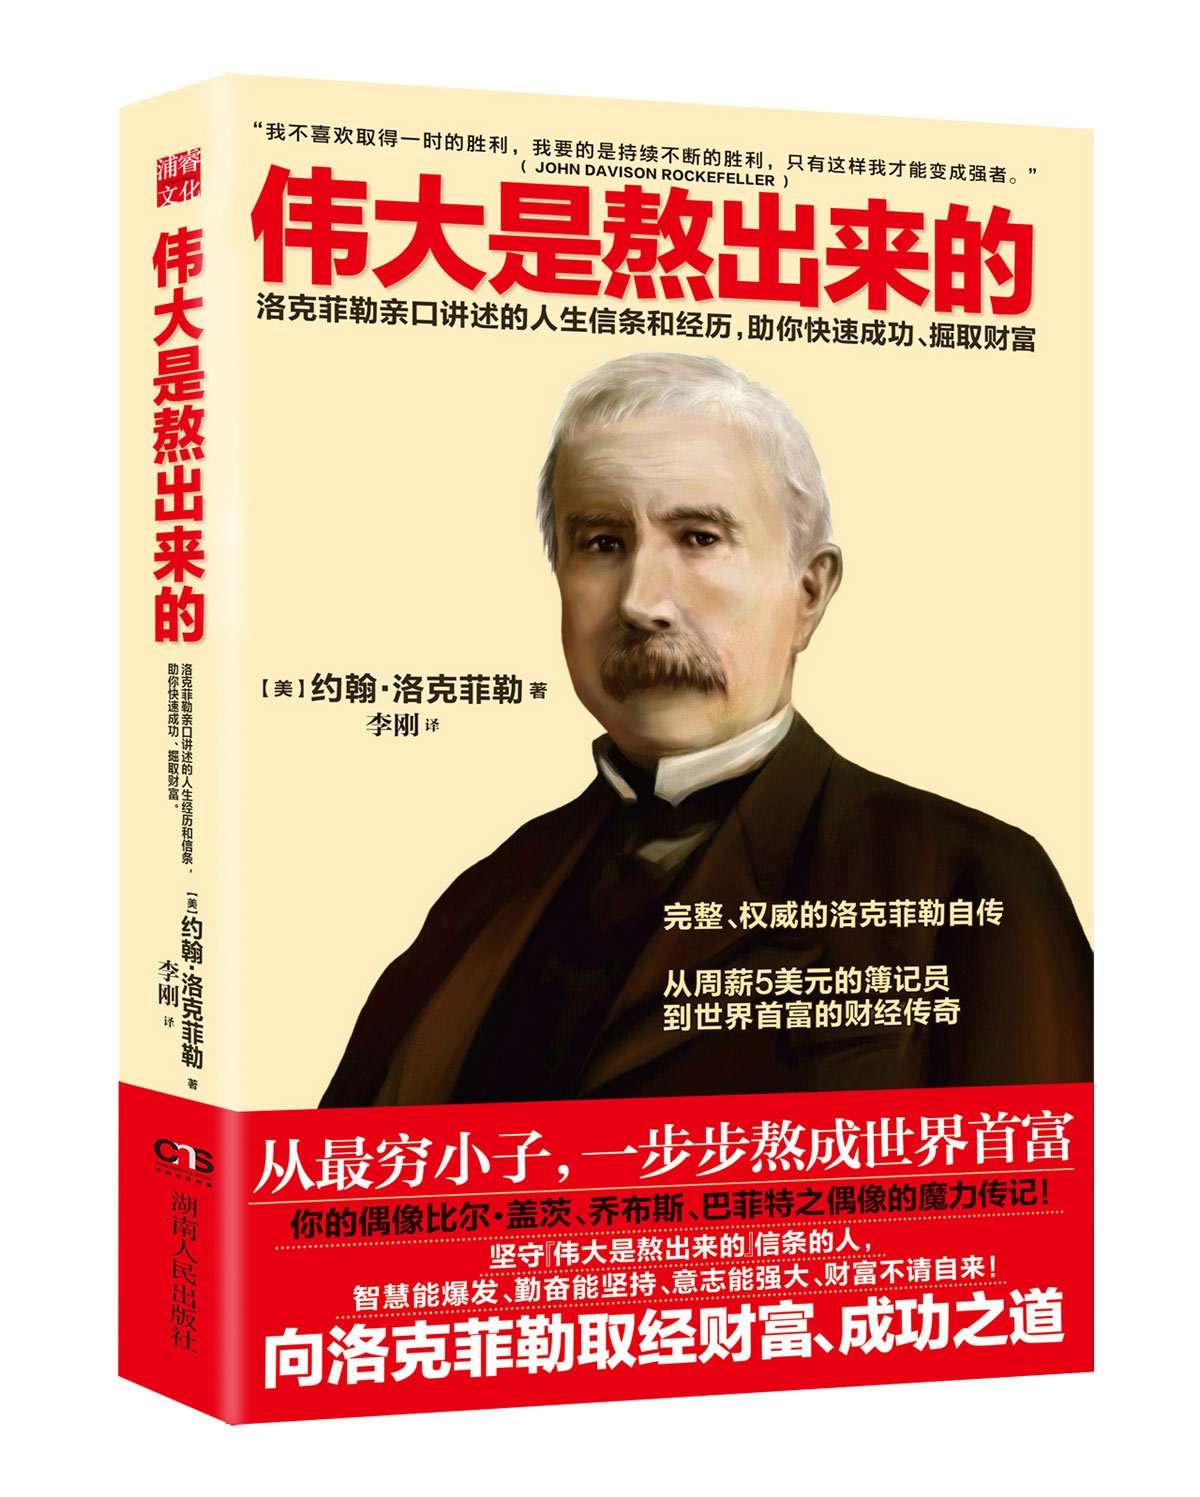 “我不喜欢取得一时的胜利，我要的是持续不断的胜利，只有这样我才能变成强者。”
( JOHN DAVISON ROCKEFELLER )
伟大是熬出来的
洛克菲勒亲口讲述的人生信条和经历，助你快速成功、掘取财富
【美】约翰·洛克菲勒 著
李刚 译
完整、权威的洛克菲勒自传
从周薪5美元的簿记员
到世界首富的财经传奇
从最穷小子，一步步熬成世界首富
你的偶像比尔·盖茨、乔布斯、巴菲特之偶像的魔力传记！
坚守『伟大是熬出来的』信条的人，
智慧能爆发、勤奋能坚持、意志能强大、财富不请自来！
向洛克菲勒取经财富、成功之道
浦睿
文化
伟大是熬出来的
洛克菲勒亲口讲述的人生经历和信条，
助你快速成功、掘取财富。
【美】约翰·洛克菲勒 著
李刚 译
CNS
湖南人民出版社